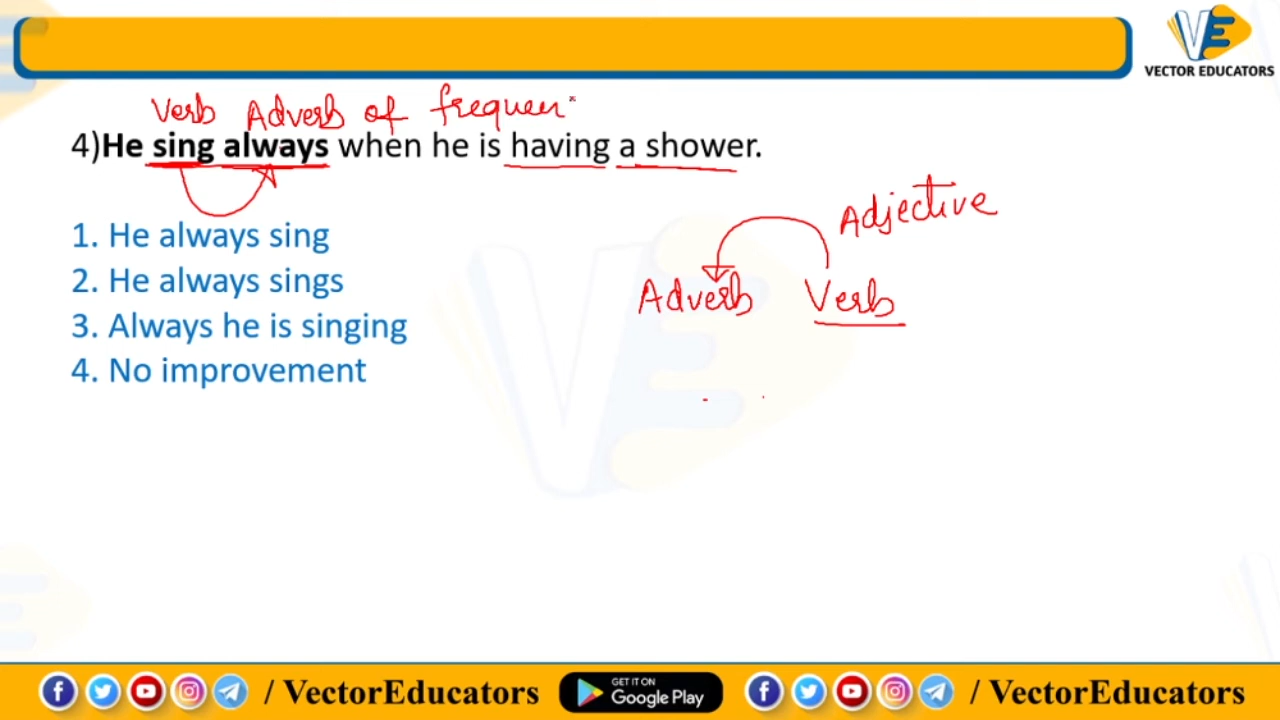 VECTOR EDUCATORS
Verb Adverb of frequen
4)He sing always when he is having a shower.
Adjective
1. He always sing
2. He always sings
Adverb Verb
3. Always he is singing
4. No improvement
/ VectorEducators GET IT ON Google Play / VectorEducators